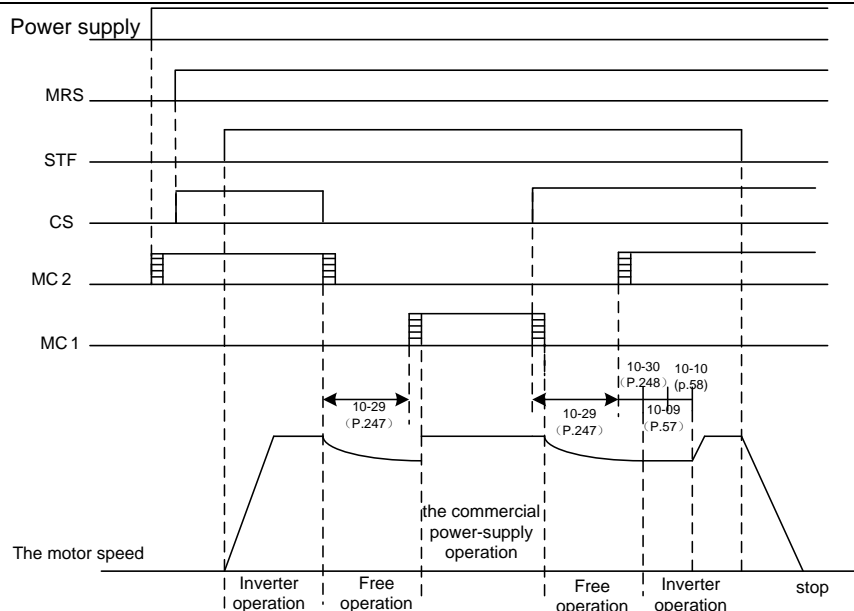 Power supply
MRS
STF
CS
MC 2
MC 1
10-29
（P.247）
10-29
（P.247）
10-30
（P.248）
10-10
(p.58)
10-09
（P.57）
the commercial
power-supply
operation
The motor speed
Inverter
operation
Free
operation
Free
operation
Inverter
operation
stop